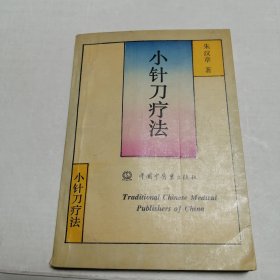 朱汉章 著
小针刀疗法
中国中医药出版社
Traditional Chinese Medical
Publishers of China
小针刀疗法